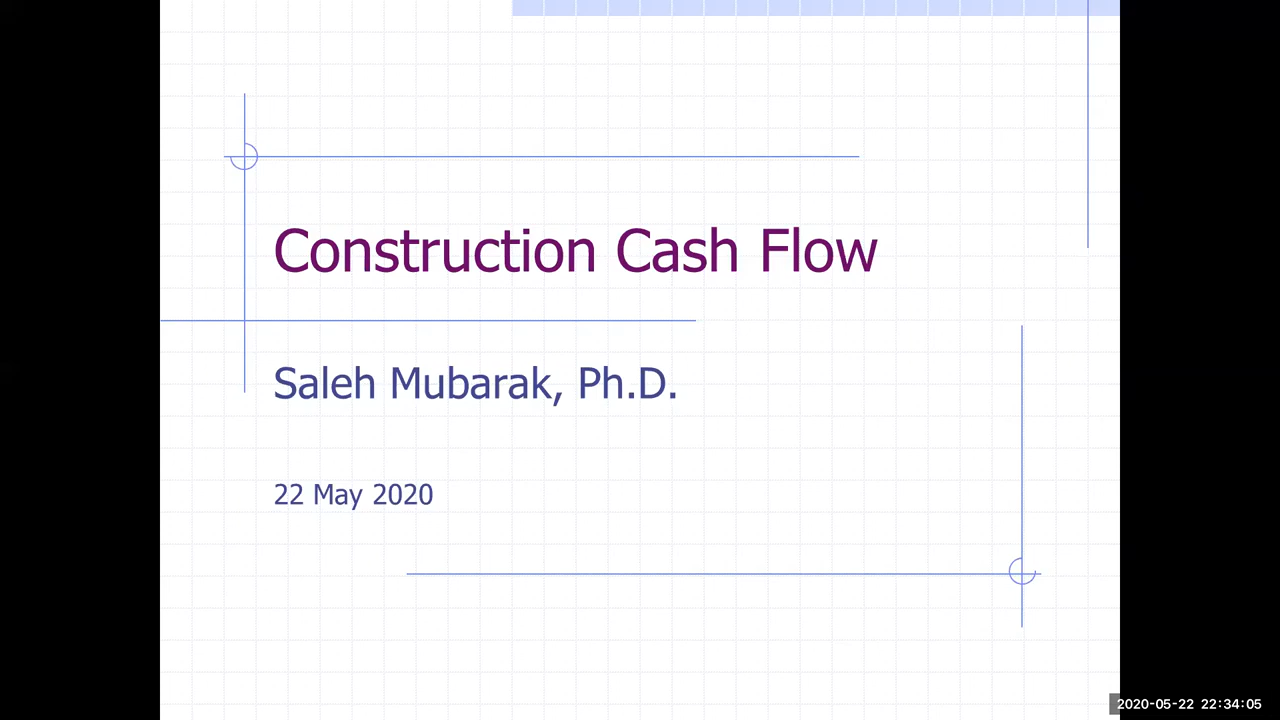 Construction Cash Flow
Saleh Mubarak, Ph.D.
22 May 2020
2020-05-22 22:34:05